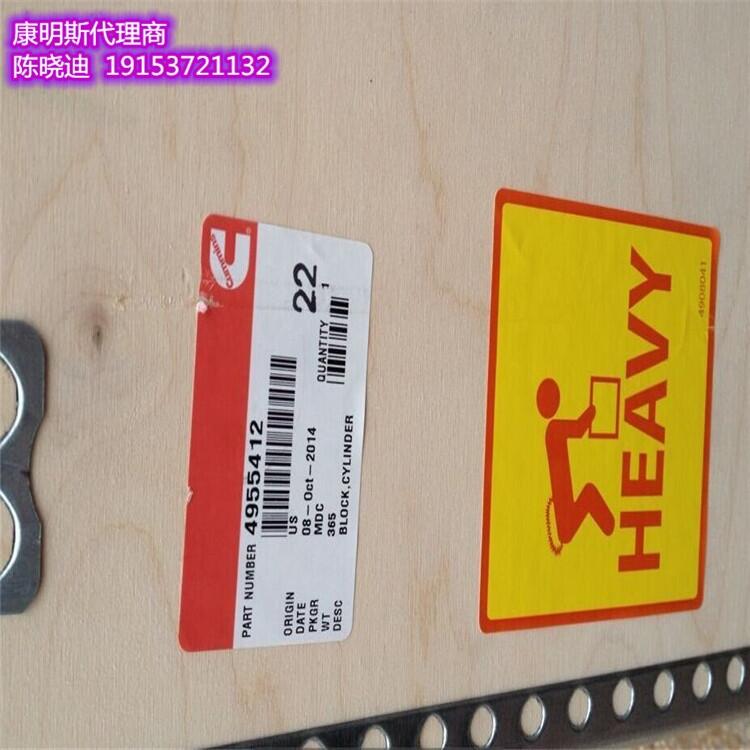 康明斯代理商
陈晓迪 19153721132
Cummins
®
PART NUMBER
4955412
22
ORIGIN US
DATE 08-Oct-2014
PKGR MDC
WT 365
DESC BLOCK,CYLINDER
QUANTITY 1
HEAVY
4908041